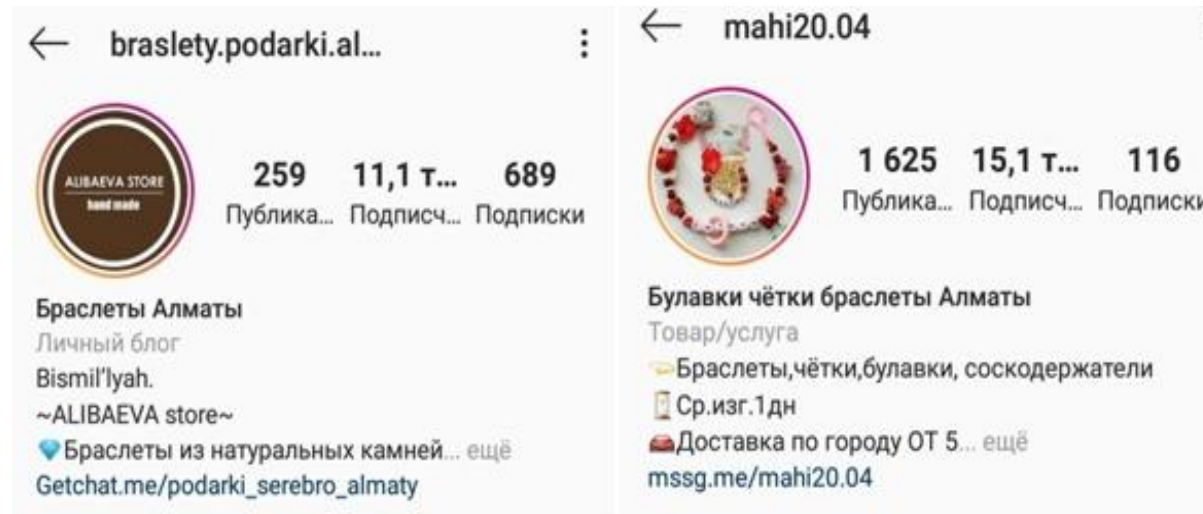 braslety.podarki.al...
ALIBAEVA STORE
hand made
259 11,1 т... 689
Публика... Подписч... Подписки
Браслеты Алматы
Личный блог
Bismil'lyah.
~ALIBAEVA store~
💎Браслеты из натуральных камней... ещё
Getchat.me/podarki_serebro_almaty
mahi20.04
1 625 15,1 т... 116
Публика... Подписч... Подписки
Булавки чётки браслеты Алматы
Товар/услуга
Браслеты,чётки,булавки, соскодержатели
🚪Ср.изг.1дн
🚗Доставка по городу ОТ 5... ещё
mssg.me/mahi20.04